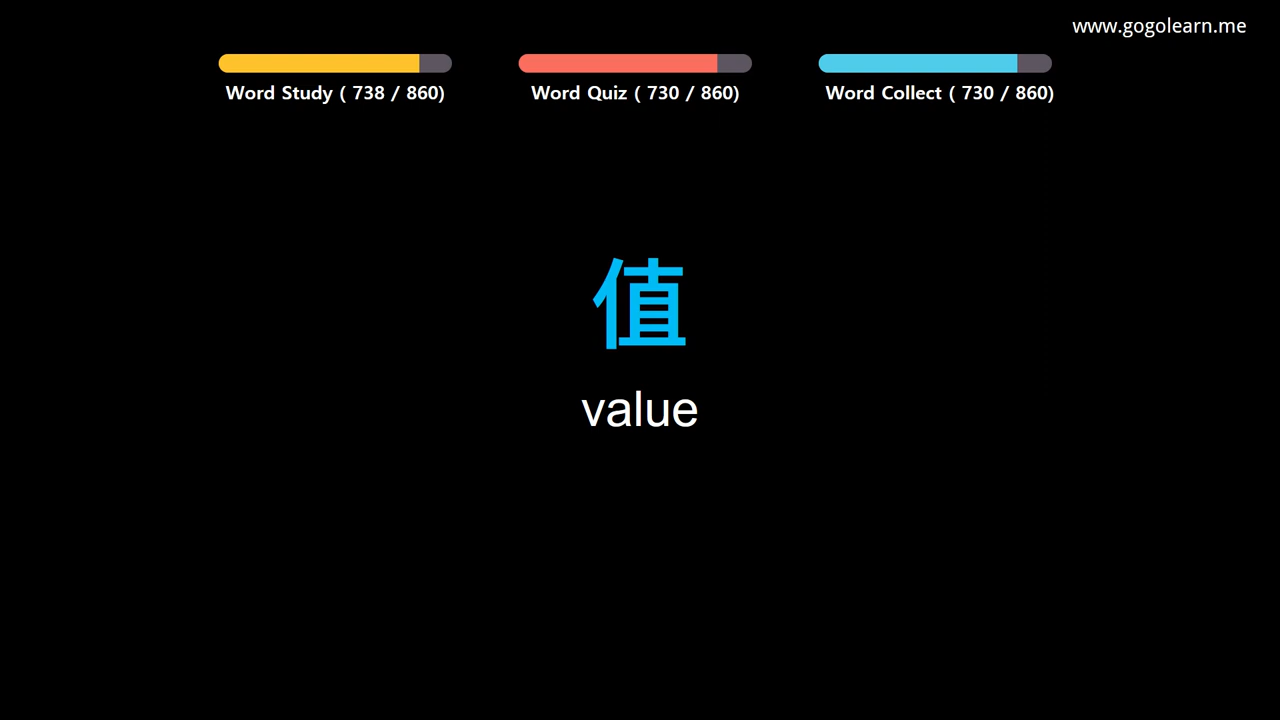 www.gogolearn.me
Word Study ( 738 / 860)
Word Quiz ( 730 / 860)
Word Collect ( 730 / 860)
值
value